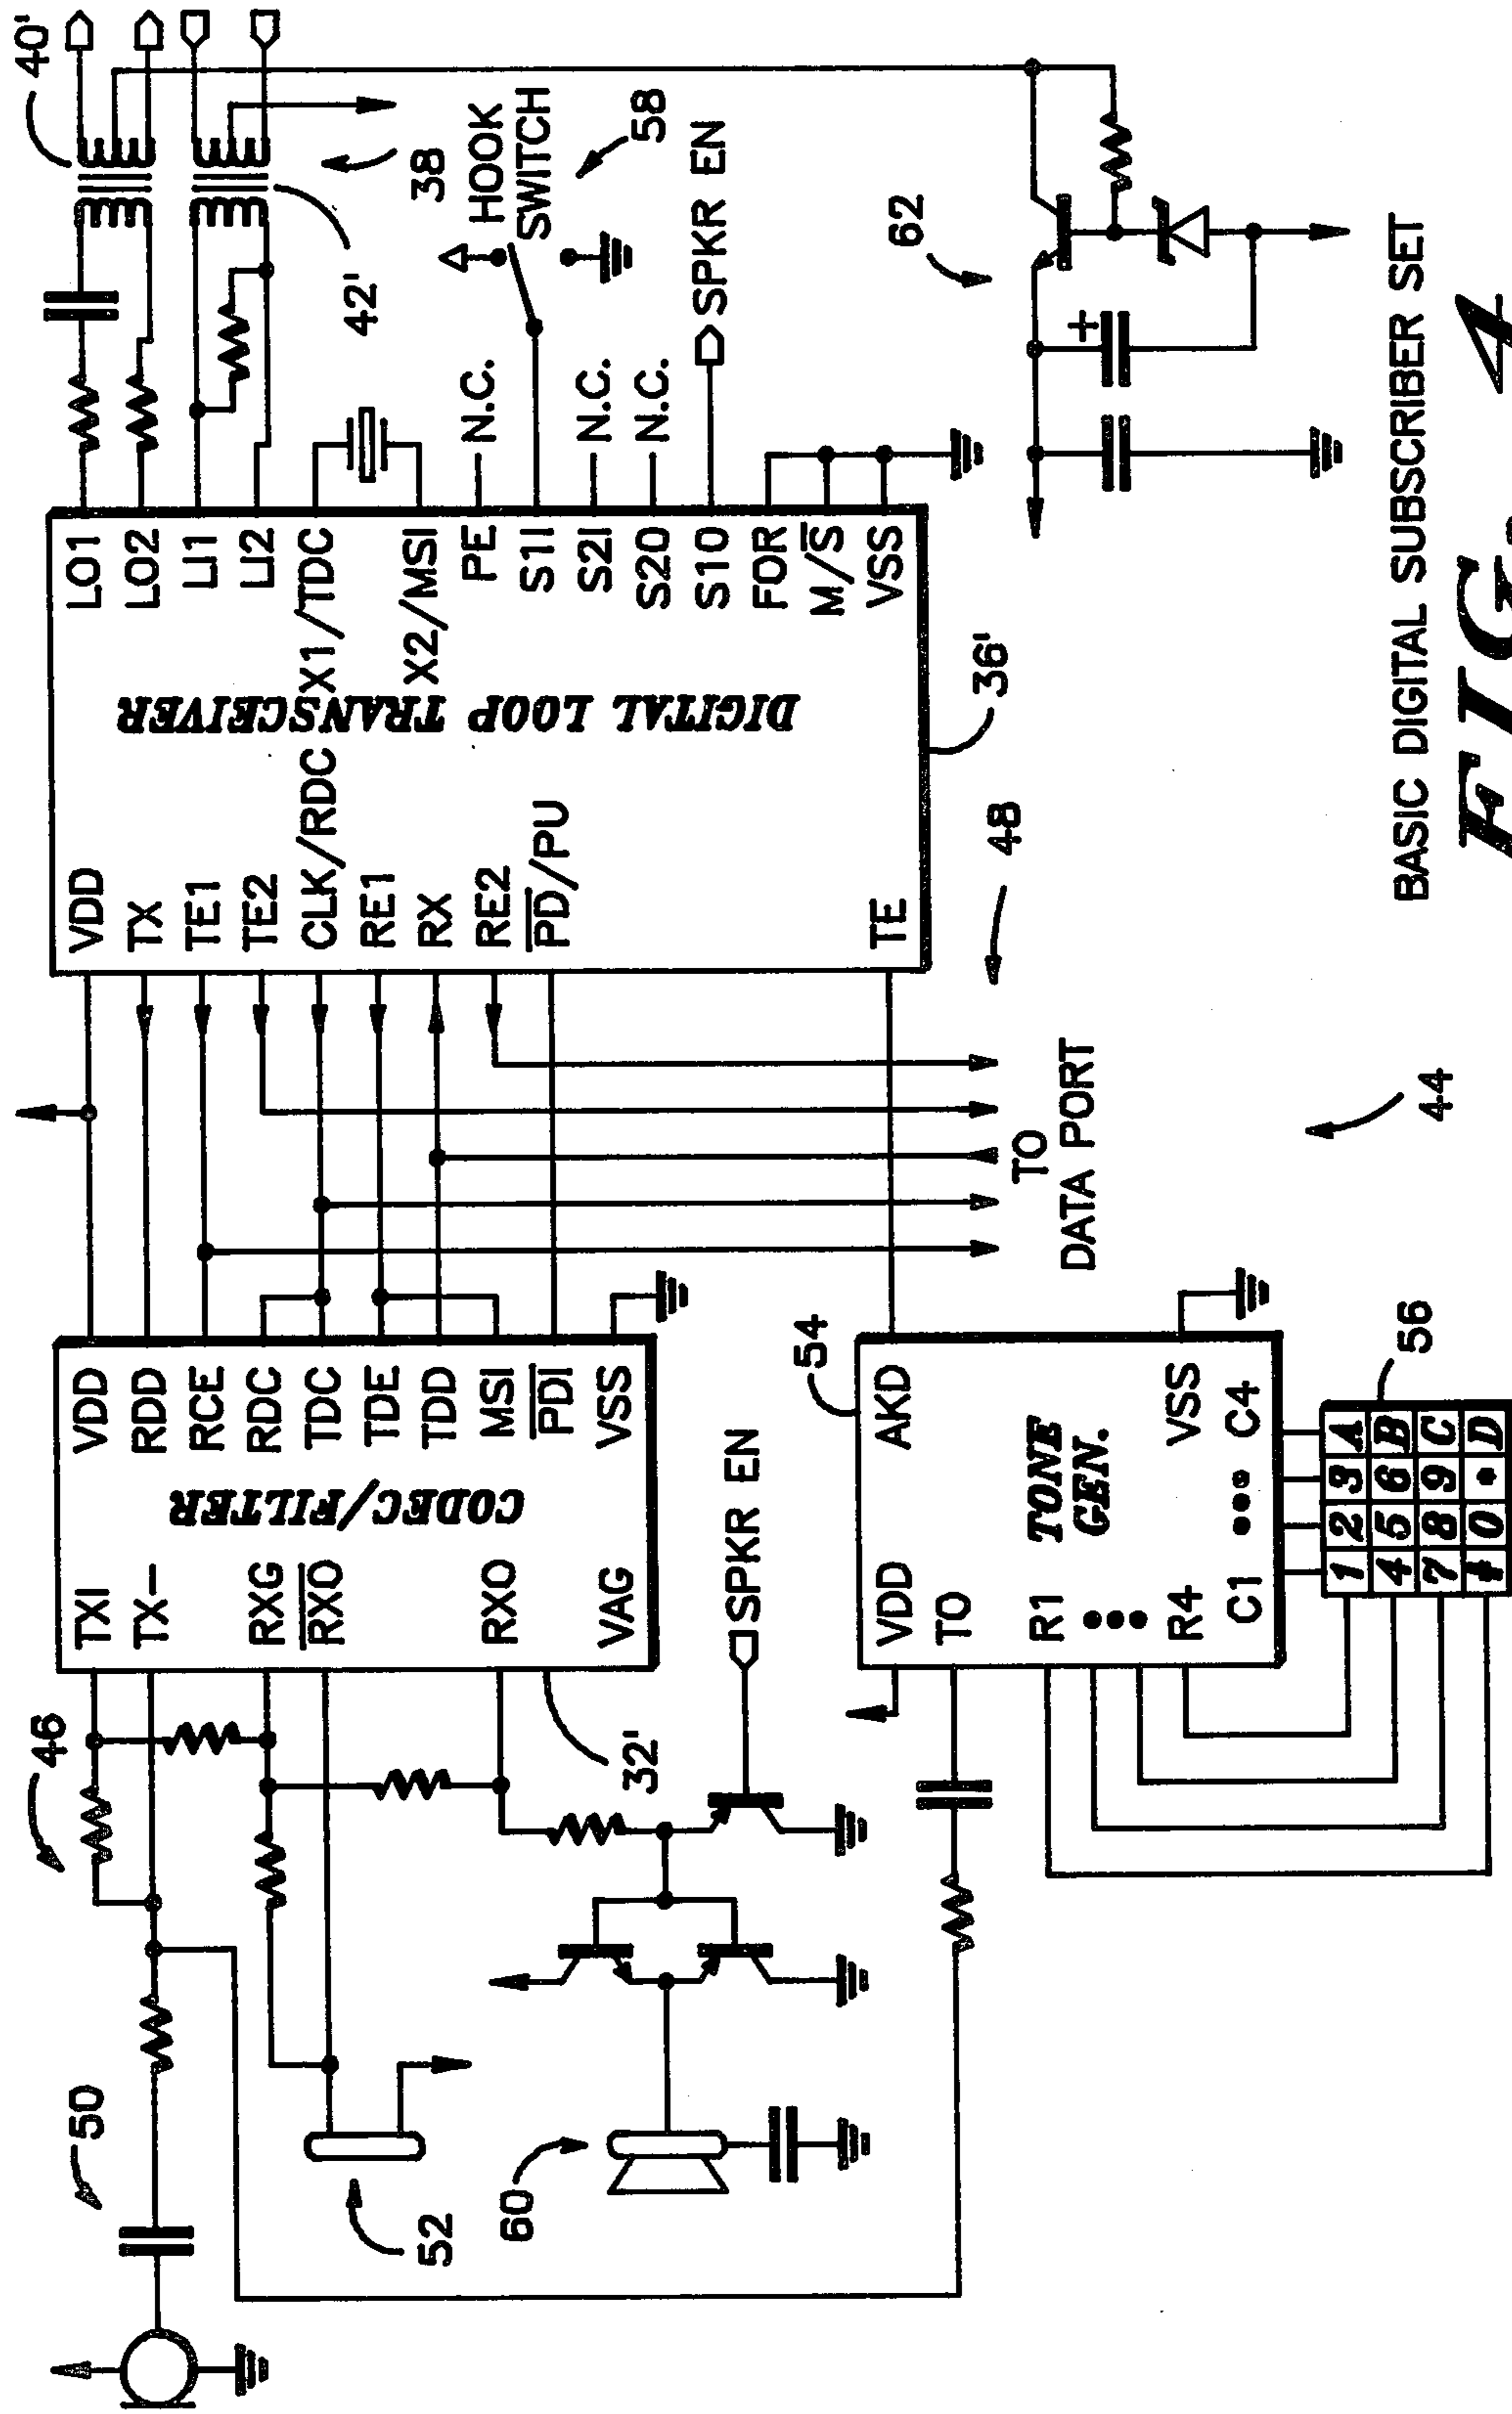 40'
38
42'
HOOK
SWITCH
58
SPKR EN
62
LO1
LO2
LI1
LI2
X1/TDC
X2/MSI
PE
N.C.
S1I
S2I
N.C.
S2O
N.C.
S1O
FOR
M/S̅
VSS
DIGITAL LOOP TRANSCEIVER
VDD
TX
TE1
TE2
CLK/RDC
RE1
RX
RE2
P̅D̅/PU
TE
36'
48
TO
DATA PORT
44
VDD
RDD
RCE
RDC
TDC
TDE
TDD
MSI
P̅D̅I̅
VSS
CODEC/FILTER
TXI
TX-
RXG
R̅X̅O̅
RXO
VAG
46
32'
50
52
60
SPKR EN
54
AKD
VSS
TONE
GEN.
VDD
TO
R1
•••
R4
C1 ••• C4
56
1 2 3 A
4 5 6 B
7 8 9 C
# 0 * D
BASIC DIGITAL SUBSCRIBER SET
FIG. 4